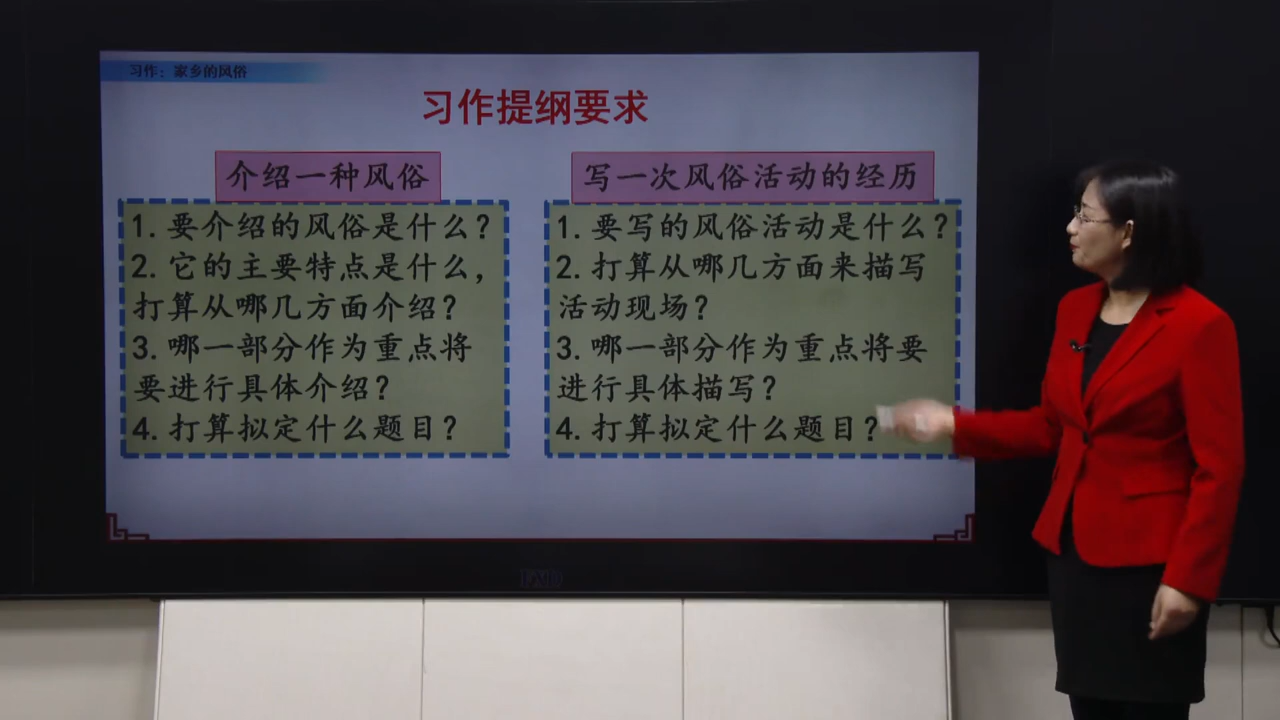 习作：家乡的风俗
习作提纲要求
介绍一种风俗
1.要介绍的风俗是什么？
2.它的主要特点是什么，
打算从哪几方面介绍？
3.哪一部分作为重点将
要进行具体介绍？
4.打算拟定什么题目？
写一次风俗活动的经历
1.要写的风俗活动是什么？
2.打算从哪几方面来描写
活动现场？
3.哪一部分作为重点将要
进行具体描写？
4.打算拟定什么题目？